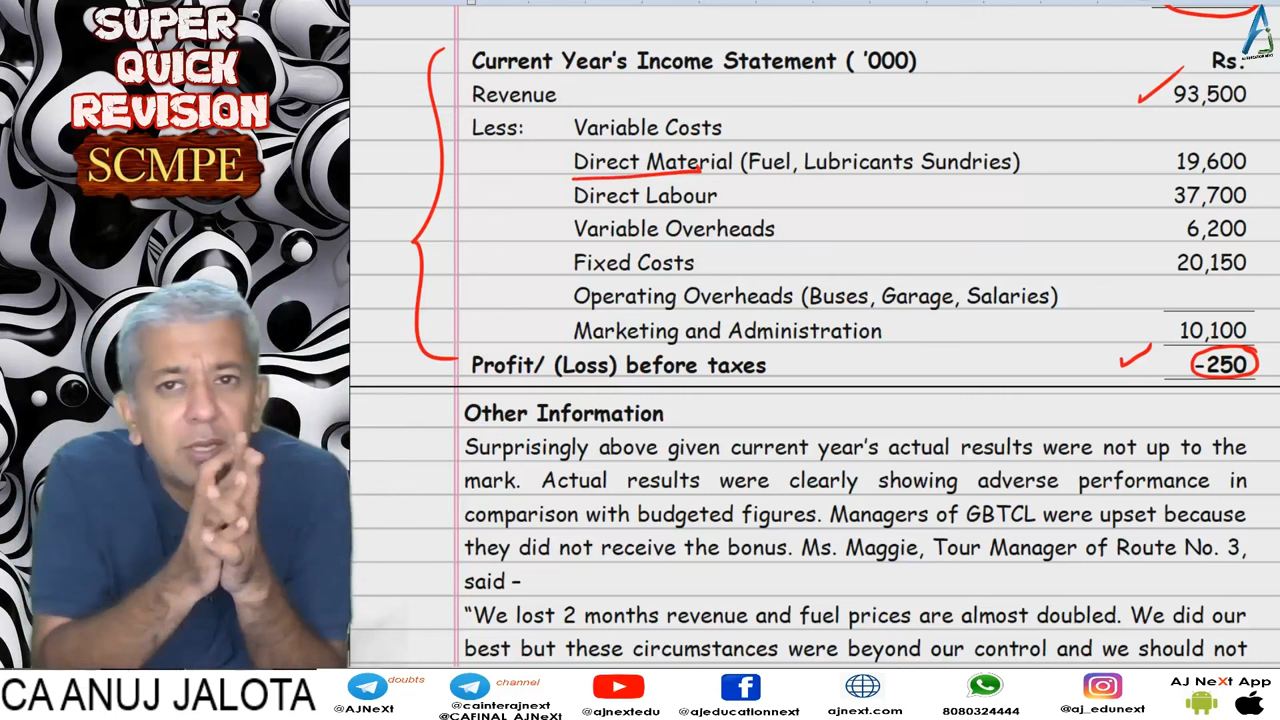 SUPER
QUICK
REVISION
SCMPE
Current Year's Income Statement ( '000) Rs.
Revenue 93,500
Less: Variable Costs
Direct Material (Fuel, Lubricants Sundries) 19,600
Direct Labour 37,700
Variable Overheads 6,200
Fixed Costs 20,150
Operating Overheads (Buses, Garage, Salaries)
Marketing and Administration 10,100
Profit/ (Loss) before taxes -250
Other Information
Surprisingly above given current year's actual results were not up to the
mark. Actual results were clearly showing adverse performance in
comparison with budgeted figures. Managers of GBTCL were upset because
they did not receive the bonus. Ms. Maggie, Tour Manager of Route No. 3,
said –
"We lost 2 months revenue and fuel prices are almost doubled. We did our
best but these circumstances were beyond our control and we should not
CA ANUJ JALOTA
doubts
@AJNeXt
channel
@cainterajnext
@CAFINAL_AJNeXt
@ajnextedu
@ajeducationnext
ajnext.com
8080324444
@aj_edunext
AJ NeXt App